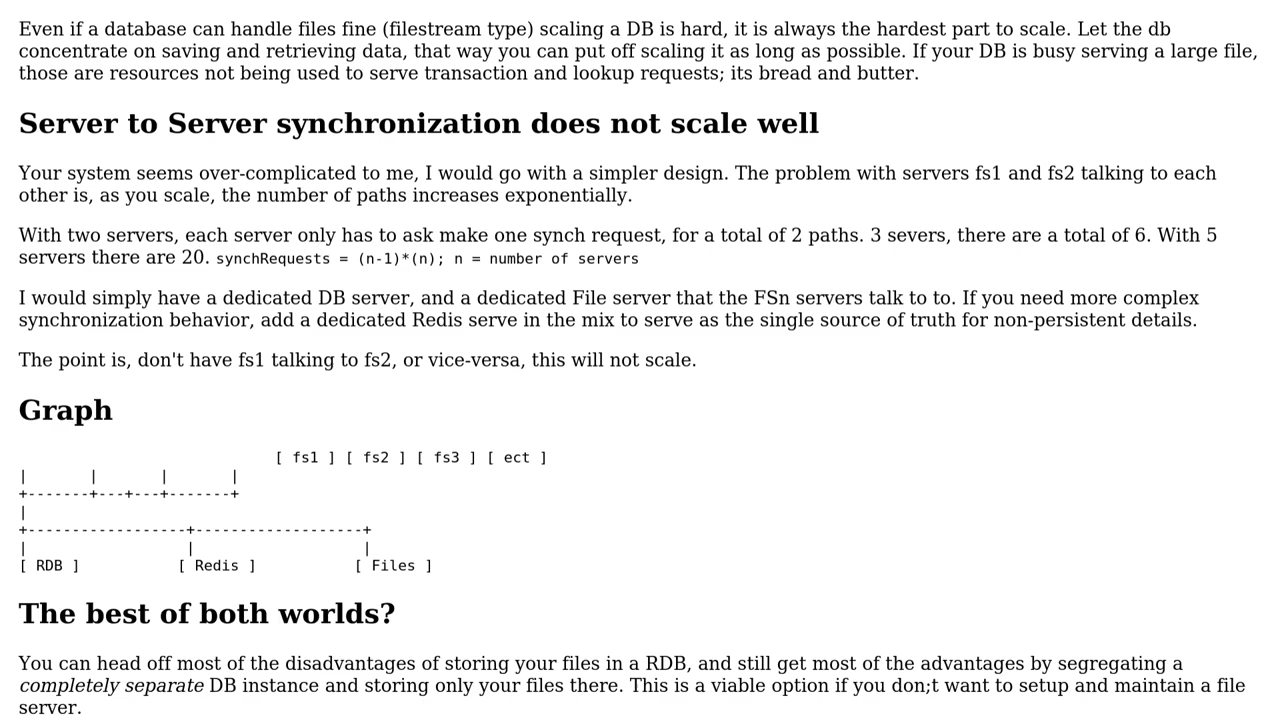 Even if a database can handle files fine (filestream type) scaling a DB is hard, it is always the hardest part to scale. Let the db
concentrate on saving and retrieving data, that way you can put off scaling it as long as possible. If your DB is busy serving a large file,
those are resources not being used to serve transaction and lookup requests; its bread and butter.
Server to Server synchronization does not scale well
Your system seems over-complicated to me, I would go with a simpler design. The problem with servers fs1 and fs2 talking to each
other is, as you scale, the number of paths increases exponentially.
With two servers, each server only has to ask make one synch request, for a total of 2 paths. 3 severs, there are a total of 6. With 5
servers there are 20. synchRequests = (n-1)*(n); n = number of servers
I would simply have a dedicated DB server, and a dedicated File server that the FSn servers talk to to. If you need more complex
synchronization behavior, add a dedicated Redis serve in the mix to serve as the single source of truth for non-persistent details.
The point is, don't have fs1 talking to fs2, or vice-versa, this will not scale.
Graph
                             [ fs1 ] [ fs2 ] [ fs3 ] [ ect ]
|       |       |       |
+-------+---+---+-------+
|
+------------------+-------------------+
|                  |                   |
[ RDB ]           [ Redis ]           [ Files ]
The best of both worlds?
You can head off most of the disadvantages of storing your files in a RDB, and still get most of the advantages by segregating a
completely separate DB instance and storing only your files there. This is a viable option if you don;t want to setup and maintain a file
server.